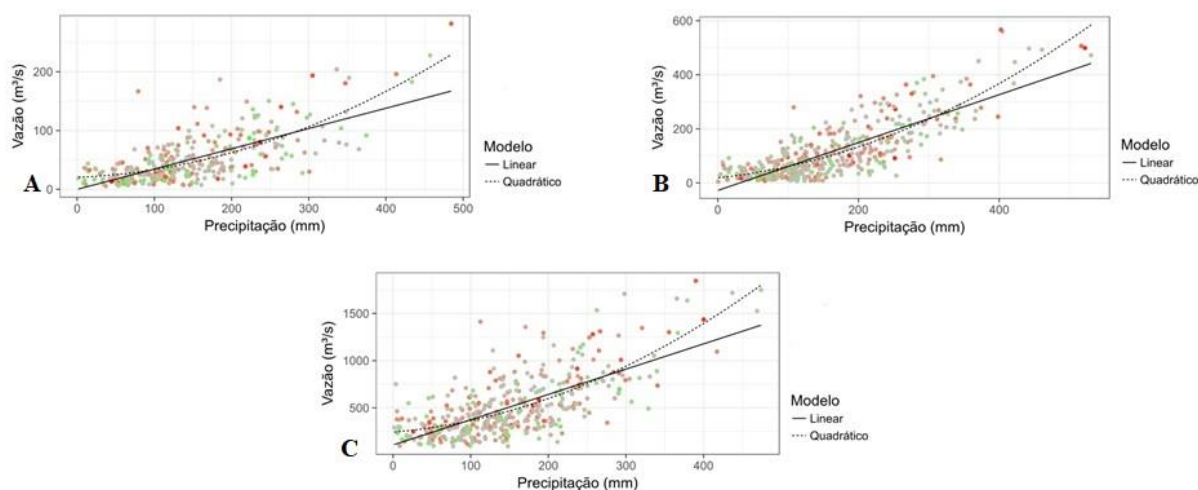 200
100
0
Vazão (m³/s)
A
0 100 200 300 400 500
Precipitação (mm)
Modelo
Linear
Quadrático
600
400
200
0
Vazão (m³/s)
B
0 200 400
Precipitação (mm)
Modelo
Linear
Quadrático
1500
1000
500
Vazão (m³/s)
C
0 100 200 300 400
Precipitação (mm)
Modelo
Linear
Quadrático